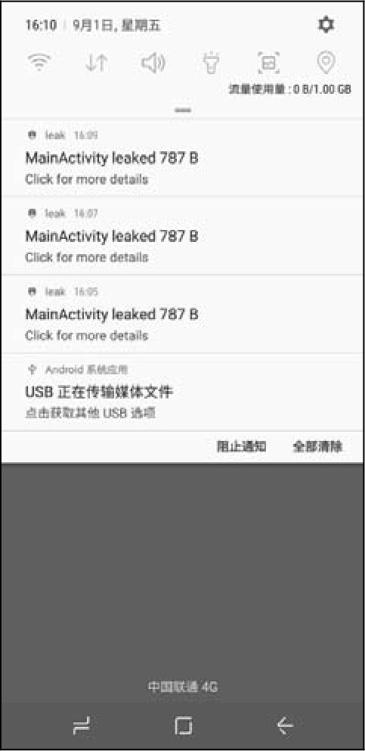 16:10 9月1日, 星期五
流量使用量 : 0 B/1.00 GB
leak 16:09
MainActivity leaked 787 B
Click for more details
leak 16:07
MainActivity leaked 787 B
Click for more details
leak 16:05
MainActivity leaked 787 B
Click for more details
Android 系统应用
USB 正在传输媒体文件
点击获取其他 USB 选项
阻止通知 全部清除
中国联通 4G